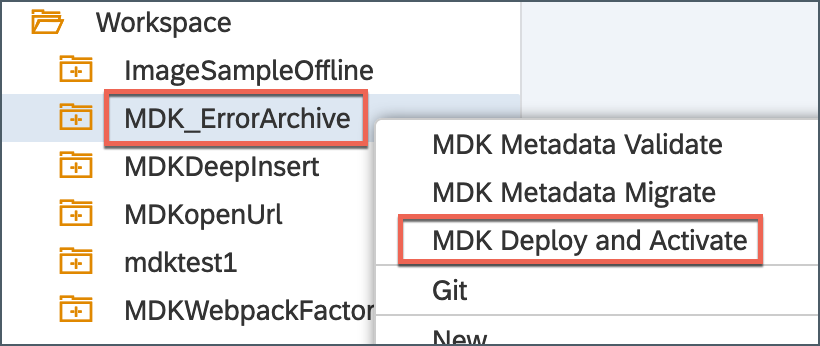 Workspace
ImageSampleOffline
MDK_ErrorArchive
MDKDeepInsert
MDKopenUrl
mdktest1
MDKWebpackFactor
MDK Metadata Validate
MDK Metadata Migrate
MDK Deploy and Activate
Git
New